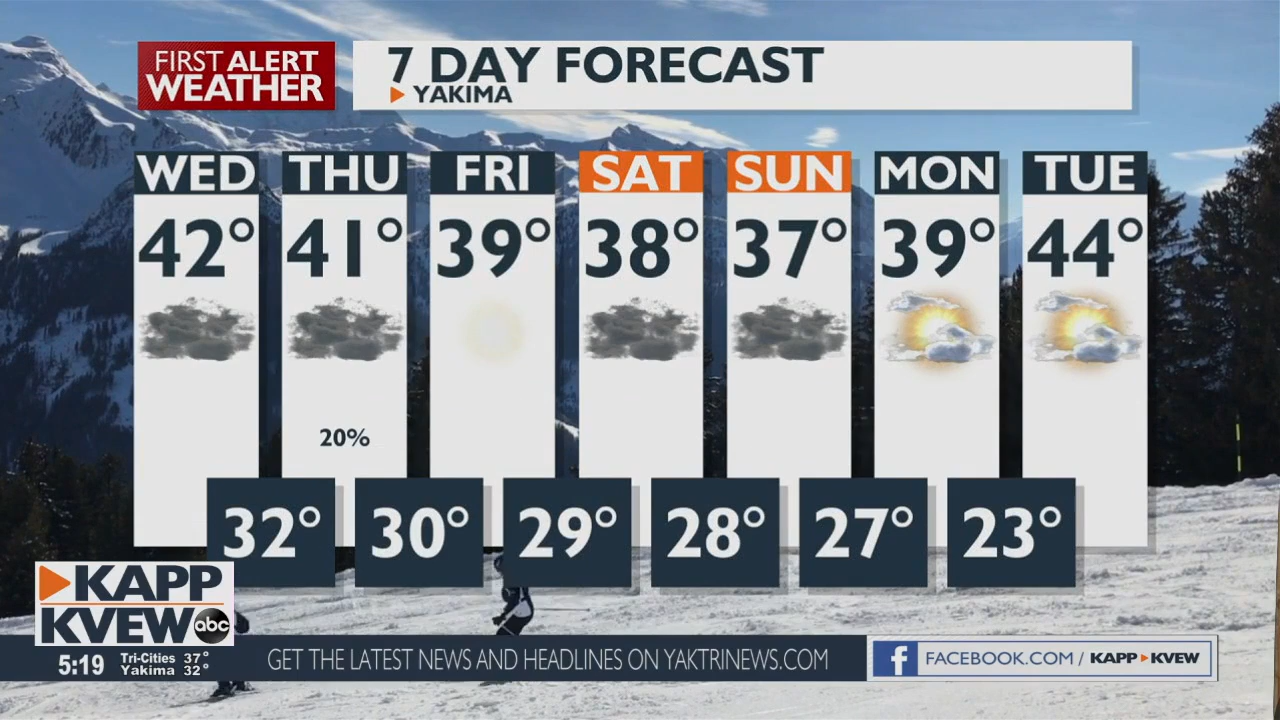 FIRST ALERT
WEATHER
7 DAY FORECAST
YAKIMA
WED THU FRI SAT SUN MON TUE
42° 41° 39° 38° 37° 39° 44°
20%
32° 30° 29° 28° 27° 23°
KAPP
KVEW abc
5:19
Tri-Cities 37°
Yakima 32°
GET THE LATEST NEWS AND HEADLINES ON YAKTRINEWS.COM
f FACEBOOK.COM / KAPP KVEW